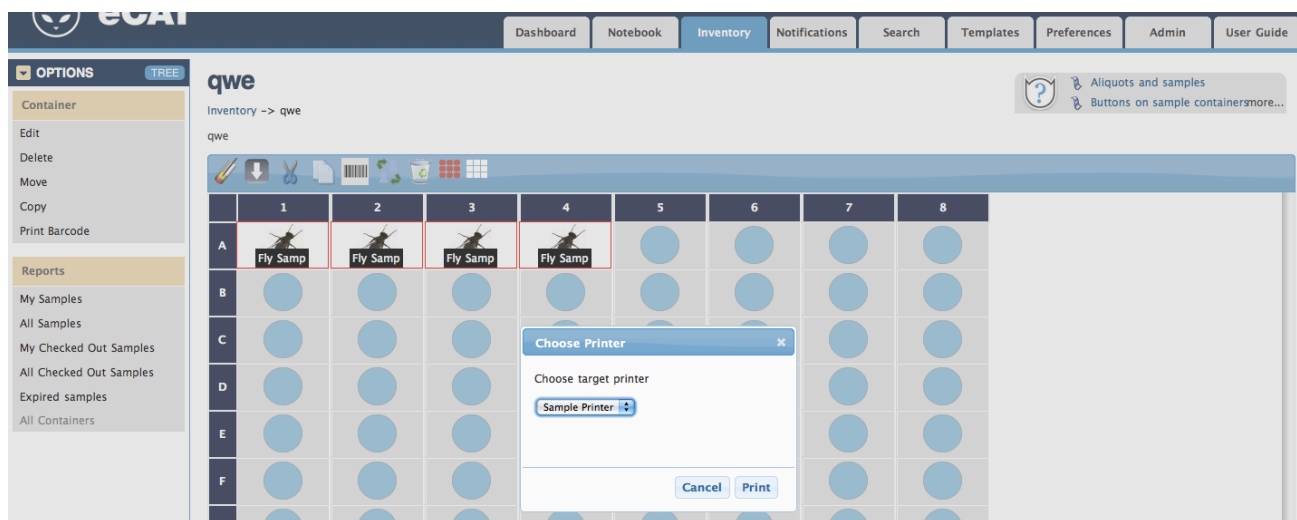 eCAT
Dashboard
Notebook
Inventory
Notifications
Search
Templates
Preferences
Admin
User Guide
OPTIONS
TREE
Container
Edit
Delete
Move
Copy
Print Barcode
Reports
My Samples
All Samples
My Checked Out Samples
All Checked Out Samples
Expired samples
All Containers
qwe
Inventory -> qwe
qwe
Aliquots and samples
Buttons on sample containersmore...
1 2 3 4 5 6 7 8
A Fly Samp Fly Samp Fly Samp Fly Samp
B
C
D
E
F
Choose Printer
Choose target printer
Sample Printer
Cancel Print